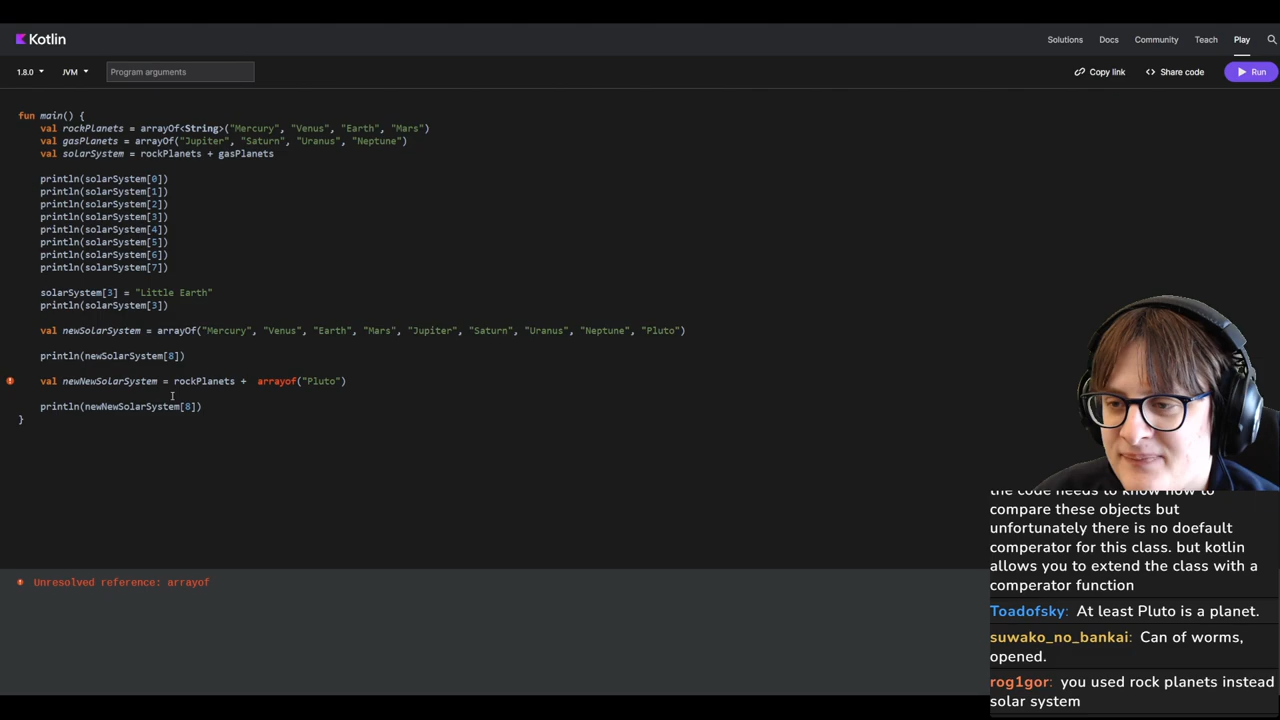 Kotlin
Solutions Docs Community Teach Play
1.8.0 JVM Program arguments Copy link Share code Run
fun main() {
val rockPlanets = arrayOf<String>("Mercury", "Venus", "Earth", "Mars")
val gasPlanets = arrayOf("Jupiter", "Saturn", "Uranus", "Neptune")
val solarSystem = rockPlanets + gasPlanets
println(solarSystem[0])
println(solarSystem[1])
println(solarSystem[2])
println(solarSystem[3])
println(solarSystem[4])
println(solarSystem[5])
println(solarSystem[6])
println(solarSystem[7])
solarSystem[3] = "Little Earth"
println(solarSystem[3])
val newSolarSystem = arrayOf("Mercury", "Venus", "Earth", "Mars", "Jupiter", "Saturn", "Uranus", "Neptune", "Pluto")
println(newSolarSystem[8])
val newNewSolarSystem = rockPlanets +  arrayof("Pluto")
println(newNewSolarSystem[8])
}
Unresolved reference: arrayof
the code needs to know how to
compare these objects but
unfortunately there is no doefault
comperator for this class. but kotlin
allows you to extend the class with a
comperator function
Toadofsky: At least Pluto is a planet.
suwako_no_bankai: Can of worms,
opened.
rog1gor: you used rock planets instead
solar system